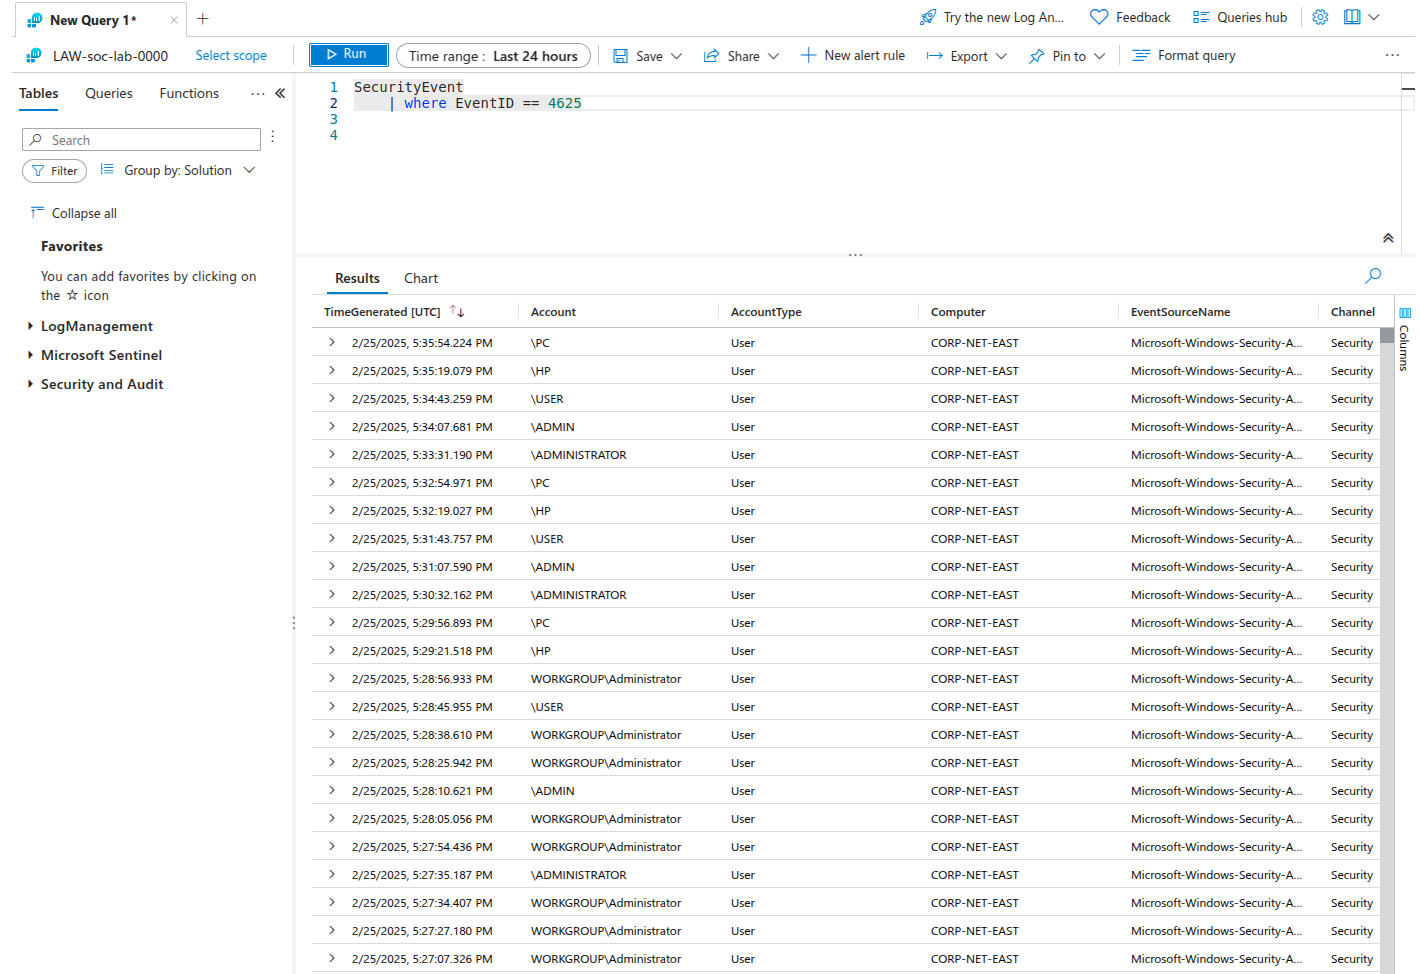 New Query 1*
Try the new Log An...
Feedback
Queries hub
LAW-soc-lab-0000
Select scope
Run
Time range : Last 24 hours
Save
Share
New alert rule
Export
Pin to
Format query
Tables
Queries
Functions
Search
Filter
Group by: Solution
Collapse all
Favorites
You can add favorites by clicking on
the ☆ icon
LogManagement
Microsoft Sentinel
Security and Audit
1 SecurityEvent
2 | where EventID == 4625
3
4
Results
Chart
TimeGenerated [UTC] Account AccountType Computer EventSourceName Channel
2/25/2025, 5:35:54.224 PM \PC User CORP-NET-EAST Microsoft-Windows-Security-A... Security
2/25/2025, 5:35:19.079 PM \HP User CORP-NET-EAST Microsoft-Windows-Security-A... Security
2/25/2025, 5:34:43.259 PM \USER User CORP-NET-EAST Microsoft-Windows-Security-A... Security
2/25/2025, 5:34:07.681 PM \ADMIN User CORP-NET-EAST Microsoft-Windows-Security-A... Security
2/25/2025, 5:33:31.190 PM \ADMINISTRATOR User CORP-NET-EAST Microsoft-Windows-Security-A... Security
2/25/2025, 5:32:54.971 PM \PC User CORP-NET-EAST Microsoft-Windows-Security-A... Security
2/25/2025, 5:32:19.027 PM \HP User CORP-NET-EAST Microsoft-Windows-Security-A... Security
2/25/2025, 5:31:43.757 PM \USER User CORP-NET-EAST Microsoft-Windows-Security-A... Security
2/25/2025, 5:31:07.590 PM \ADMIN User CORP-NET-EAST Microsoft-Windows-Security-A... Security
2/25/2025, 5:30:32.162 PM \ADMINISTRATOR User CORP-NET-EAST Microsoft-Windows-Security-A... Security
2/25/2025, 5:29:56.893 PM \PC User CORP-NET-EAST Microsoft-Windows-Security-A... Security
2/25/2025, 5:29:21.518 PM \HP User CORP-NET-EAST Microsoft-Windows-Security-A... Security
2/25/2025, 5:28:56.933 PM WORKGROUP\Administrator User CORP-NET-EAST Microsoft-Windows-Security-A... Security
2/25/2025, 5:28:45.955 PM \USER User CORP-NET-EAST Microsoft-Windows-Security-A... Security
2/25/2025, 5:28:38.610 PM WORKGROUP\Administrator User CORP-NET-EAST Microsoft-Windows-Security-A... Security
2/25/2025, 5:28:25.942 PM WORKGROUP\Administrator User CORP-NET-EAST Microsoft-Windows-Security-A... Security
2/25/2025, 5:28:10.621 PM \ADMIN User CORP-NET-EAST Microsoft-Windows-Security-A... Security
2/25/2025, 5:28:05.056 PM WORKGROUP\Administrator User CORP-NET-EAST Microsoft-Windows-Security-A... Security
2/25/2025, 5:27:54.436 PM WORKGROUP\Administrator User CORP-NET-EAST Microsoft-Windows-Security-A... Security
2/25/2025, 5:27:35.187 PM \ADMINISTRATOR User CORP-NET-EAST Microsoft-Windows-Security-A... Security
2/25/2025, 5:27:34.407 PM WORKGROUP\Administrator User CORP-NET-EAST Microsoft-Windows-Security-A... Security
2/25/2025, 5:27:27.180 PM WORKGROUP\Administrator User CORP-NET-EAST Microsoft-Windows-Security-A... Security
2/25/2025, 5:27:07.326 PM WORKGROUP\Administrator User CORP-NET-EAST Microsoft-Windows-Security-A... Security
Columns